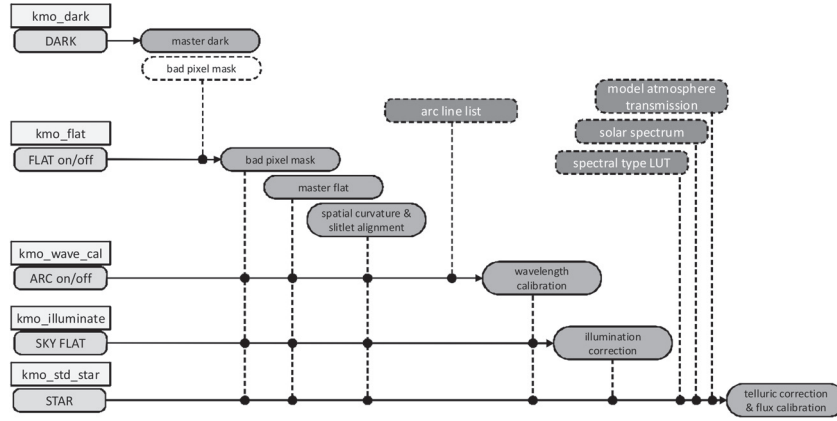 kmo_dark
DARK
master dark
bad pixel mask
model atmosphere
transmission
arc line list
solar spectrum
kmo_flat
FLAT on/off
bad pixel mask
spectral type LUT
master flat
spatial curvature &
slitlet alignment
kmo_wave_cal
ARC on/off
wavelength
calibration
kmo_illuminate
SKY FLAT
illumination
correction
kmo_std_star
STAR
telluric correction
& flux calibration